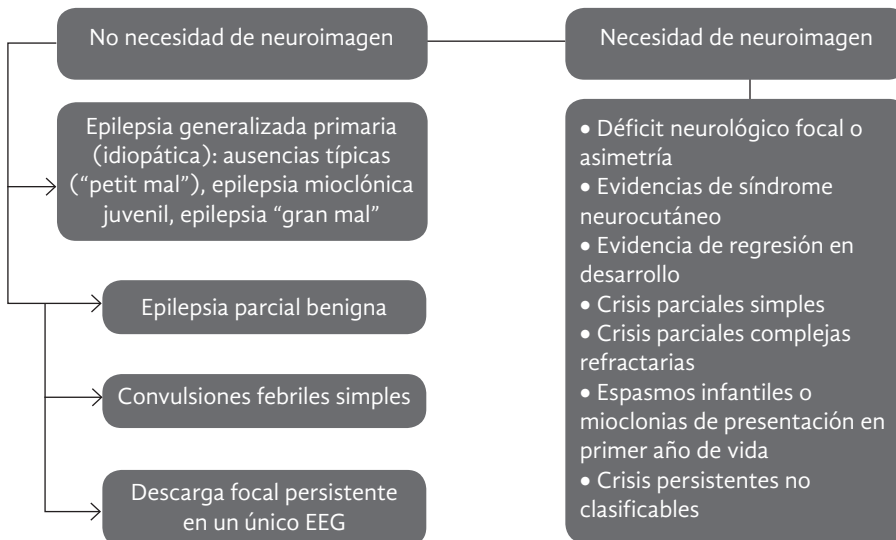 No necesidad de neuroimagen
Epilepsia generalizada primaria
(idiopática): ausencias típicas
(“petit mal”), epilepsia mioclónica
juvenil, epilepsia “gran mal”
Epilepsia parcial benigna
Convulsiones febriles simples
Descarga focal persistente
en un único EEG
Necesidad de neuroimagen
• Déficit neurológico focal o
asimetría
• Evidencias de síndrome
neurocutáneo
• Evidencia de regresión en
desarrollo
• Crisis parciales simples
• Crisis parciales complejas
refractarias
• Espasmos infantiles o
mioclonias de presentación en
primer año de vida
• Crisis persistentes no
clasificables